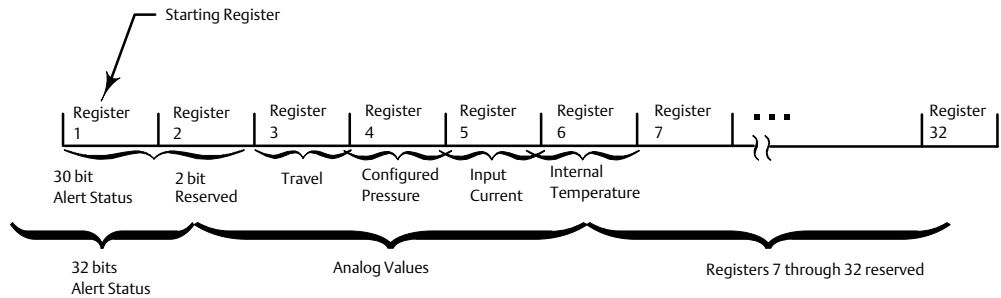 Starting Register
Register 1
Register 2
Register 3
Register 4
Register 5
Register 6
Register 7
...
Register 32
30 bit
Alert Status
2 bit
Reserved
Travel
Configured
Pressure
Input
Current
Internal
Temperature
32 bits
Alert Status
Analog Values
Registers 7 through 32 reserved